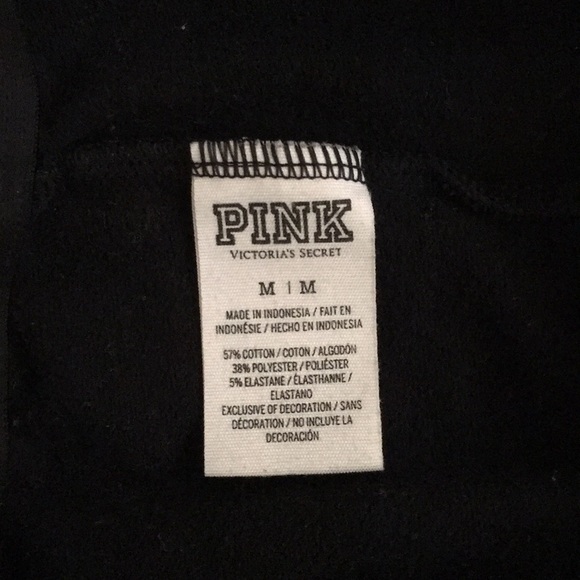 PINK
VICTORIA'S SECRET
M | M
MADE IN INDONESIA / FAIT EN
INDONÉSIE / HECHO EN INDONESIA
57% COTTON / COTON / ALGODÓN
38% POLYESTER / POLIÉSTER
5% ELASTANE / ÉLASTHANNE /
ELASTANO
EXCLUSIVE OF DECORATION / SANS
DÉCORATION / NO INCLUYE LA
DECORACIÓN